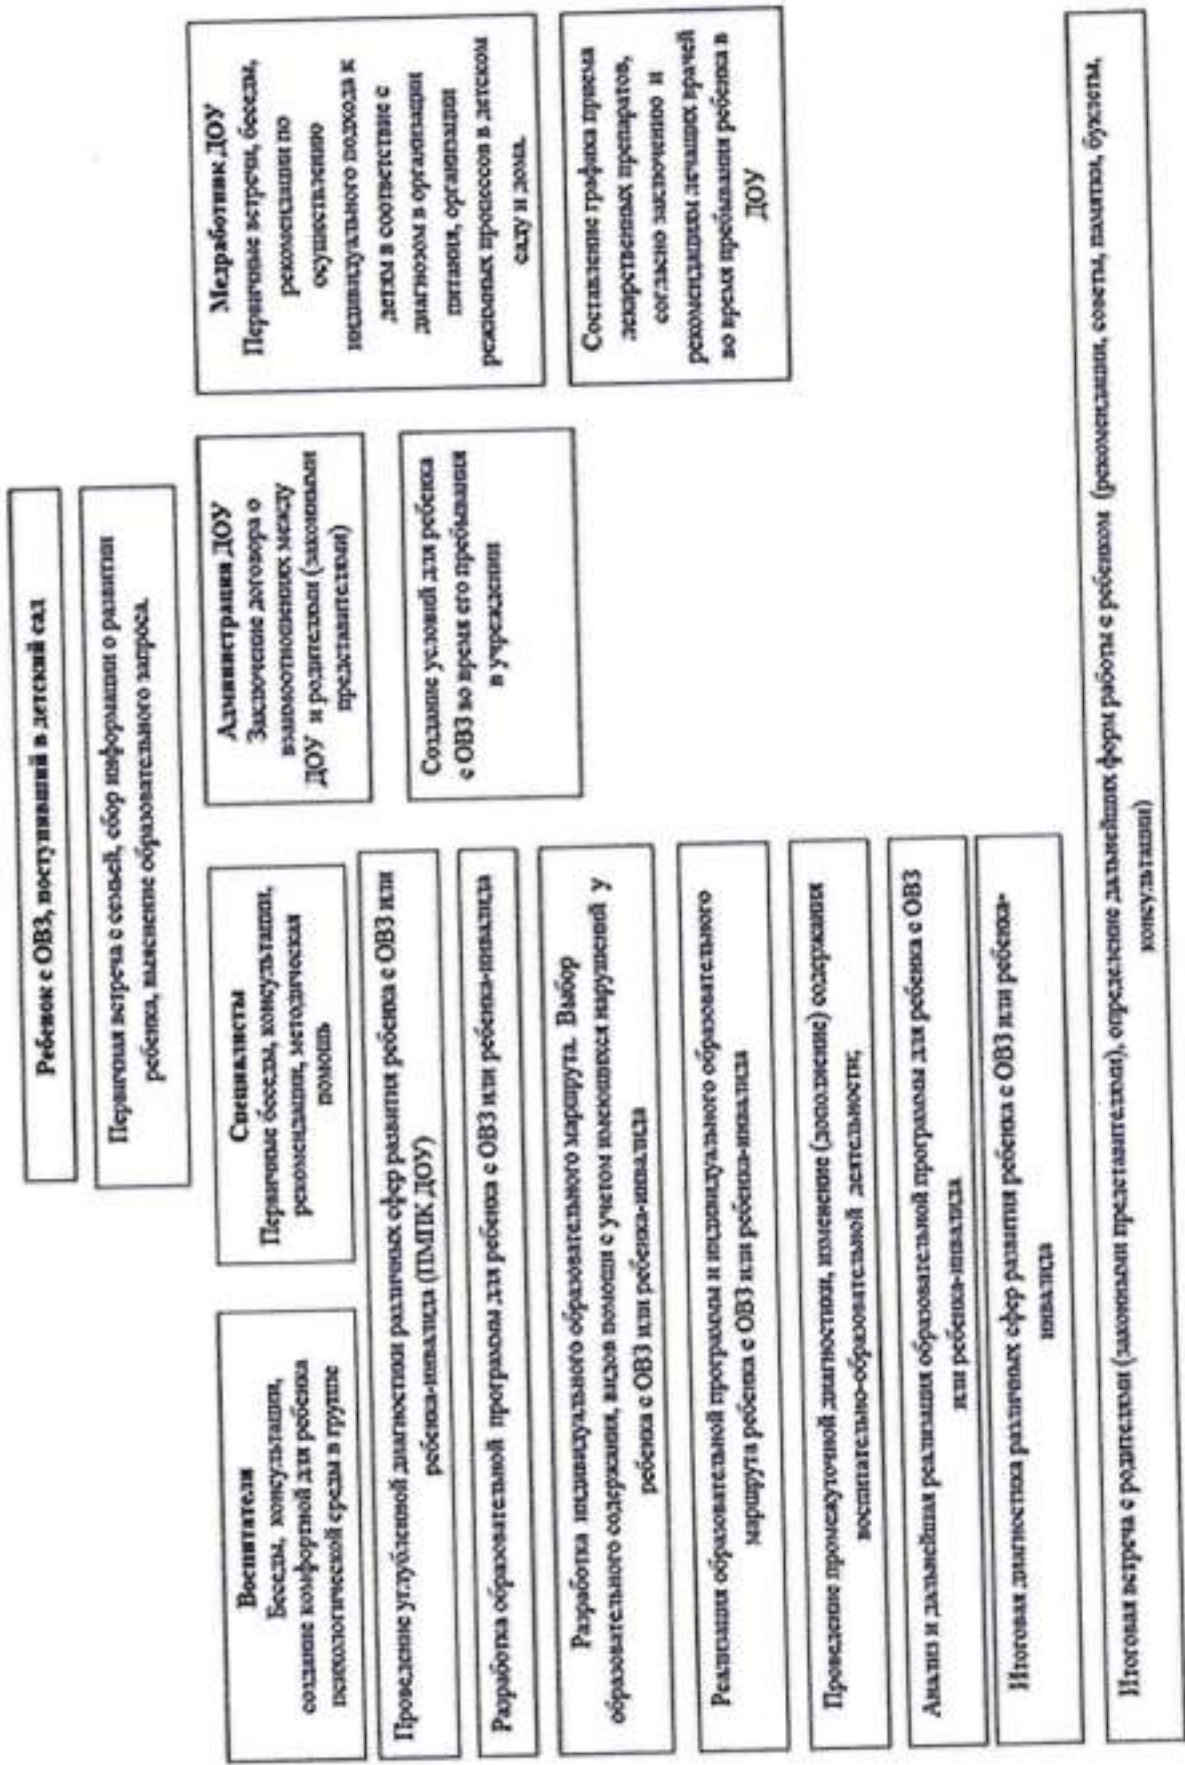 Ребенок с ОВЗ, поступивший в детский сад
Первичная встреча с семьей, сбор информации о развитии
ребенка, выяснение образовательного запроса.
Воспитатели
Беседы, консультации,
создание комфортной для ребенка
психологической среды в группе
Специалисты
Первичные беседы, консультации,
рекомендации, методическая
помощь
Администрация ДОУ
Заключение договора о
взаимоотношениях между
ДОУ и родителями (законными
представителями)
Медработник ДОУ
Первичные встречи, беседы,
рекомендации по
осуществлению
индивидуального подхода к
детям в соответствие с
диагнозом в организации
питания, организации
режимных процессов в детском
саду и дома.
Проведение углубленной диагностики различных сфер развития ребенка с ОВЗ или
ребенка-инвалида (ПМПК ДОУ)
Разработка образовательной программы для ребенка с ОВЗ или ребенка-инвалида
Разработка индивидуального образовательного маршрута. Выбор
образовательного содержания, видов помощи с учетом имеющихся нарушений у
ребенка с ОВЗ или ребенка-инвалида
Реализация образовательной программы и индивидуального образовательного
маршрута ребенка с ОВЗ или ребенка-инвалида
Проведение промежуточной диагностики, изменение (дополнение) содержания
воспитательно-образовательной деятельности;
Анализ и дальнейшая реализация образовательной программы для ребенка с ОВЗ
или ребенка-инвалида
Итоговая диагностика различных сфер развития ребенка с ОВЗ или ребенка-
инвалида
Создание условий для ребенка
с ОВЗ во время его пребывания
в учреждении
Составление графика приема
лекарственных препаратов,
согласно заключению и
рекомендациям лечащих врачей
во время пребывания ребенка в
ДОУ
Итоговая встреча с родителями (законными представителями), определение дальнейших форм работы с ребенком (рекомендации, советы, памятки, буклеты,
консультации)